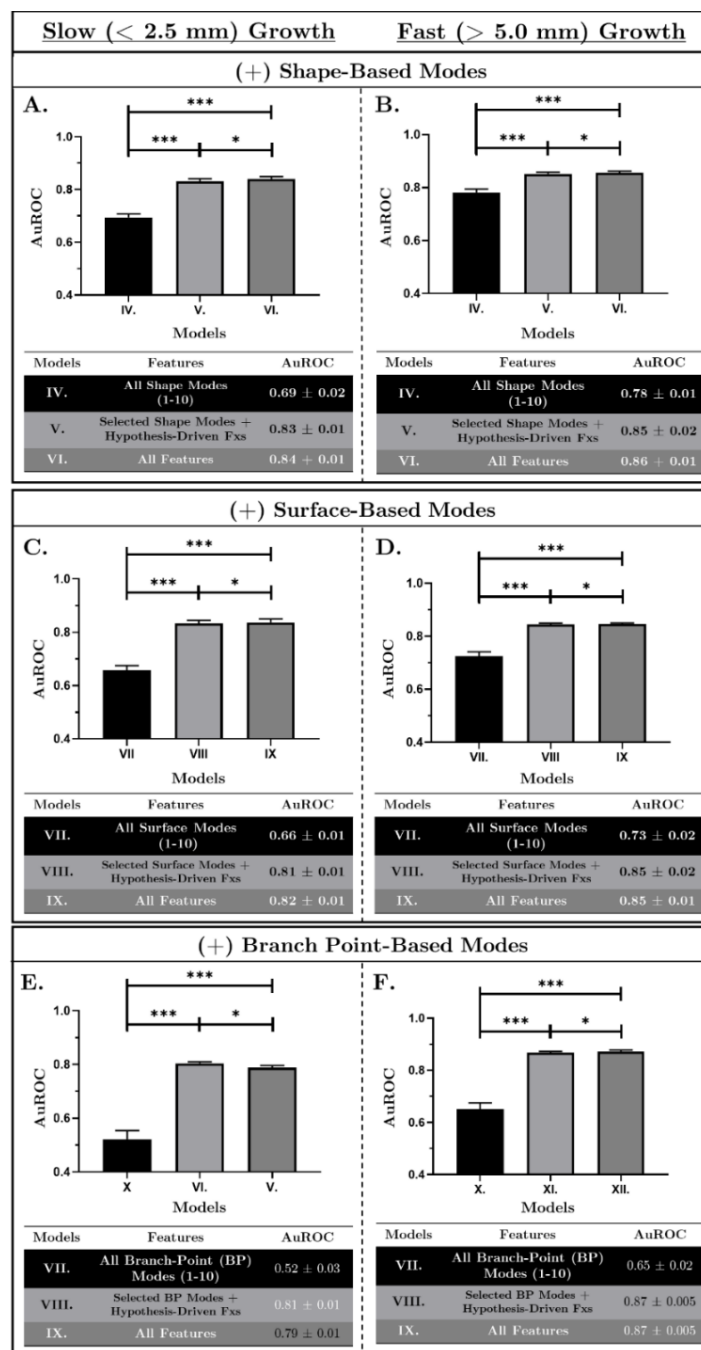 Slow (< 2.5 mm) Growth
Fast (> 5.0 mm) Growth
(+) Shape-Based Modes
A.
***
***
*
AuROC
1.0
0.8
0.6
0.4
IV.
V.
VI.
Models
Models Features AuROC
IV. All Shape Modes (1-10) 0.69 ± 0.02
V. Selected Shape Modes + Hypothesis-Driven Fxs 0.83 ± 0.01
VI. All Features 0.84 + 0.01
B.
***
***
*
AuROC
1.0
0.8
0.6
0.4
IV.
V.
VI.
Models
Models Features AuROC
IV. All Shape Modes (1-10) 0.78 ± 0.01
V. Selected Shape Modes + Hypothesis-Driven Fxs 0.85 ± 0.02
VI. All Features 0.86 + 0.01
(+) Surface-Based Modes
C.
***
***
*
AuROC
1.0
0.8
0.6
0.4
VII
VIII
IX
Models
Models Features AuROC
VII. All Surface Modes (1-10) 0.66 ± 0.01
VIII. Selected Surface Modes + Hypothesis-Driven Fxs 0.81 ± 0.01
IX. All Features 0.82 ± 0.01
D.
***
***
*
AuROC
1.0
0.8
0.6
0.4
VII.
VIII
IX
Models
Models Features AuROC
VII. All Surface Modes (1-10) 0.73 ± 0.02
VIII. Selected Surface Modes + Hypothesis-Driven Fxs 0.85 ± 0.02
IX. All Features 0.85 ± 0.01
(+) Branch Point-Based Modes
E.
***
***
*
AuROC
1.0
0.8
0.6
0.4
X
VI.
V.
Models
Models Features AuROC
VII. All Branch-Point (BP) Modes (1-10) 0.52 ± 0.03
VIII. Selected BP Modes + Hypothesis-Driven Fxs 0.81 ± 0.01
IX. All Features 0.79 ± 0.01
F.
***
***
*
AuROC
1.0
0.8
0.6
0.4
X.
XI.
XII.
Models
Models Features AuROC
VII. All Branch-Point (BP) Modes (1-10) 0.65 ± 0.02
VIII. Selected BP Modes + Hypothesis-Driven Fxs 0.87 ± 0.005
IX. All Features 0.87 ± 0.005